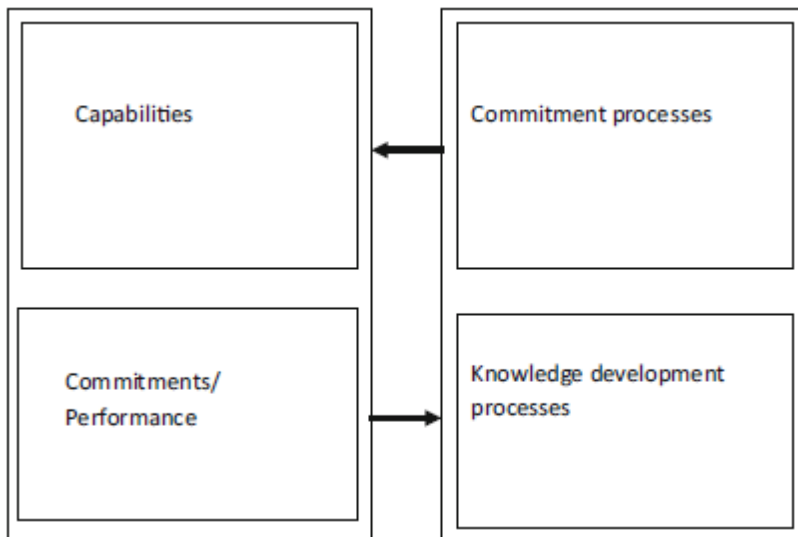 Capabilities
Commitment processes
Commitments/
Performance
Knowledge development
processes